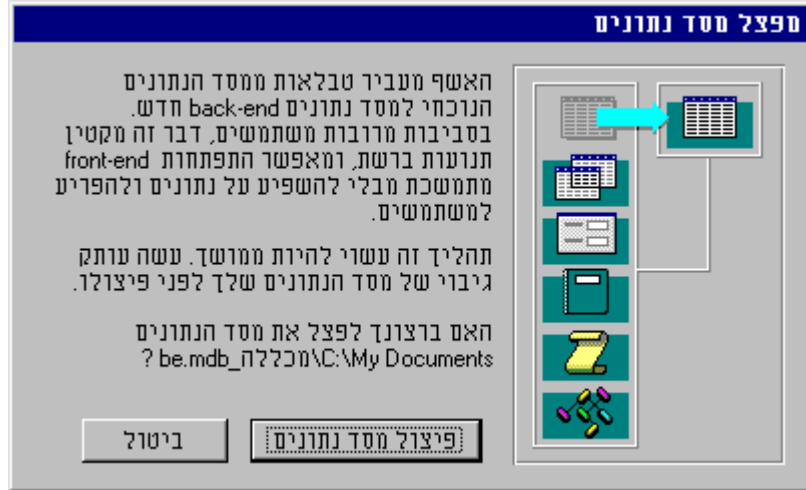 מפצל מסד נתונים
האשף מעביר טבלאות ממסד הנתונים
הנוכחי למסד נתונים back-end חדש.
בסביבות מרובות משתמשים, דבר זה מקטין
תנועות ברשת, ומאפשר התפתחות front-end
מתמשכת מבלי להשפיע על נתונים ולהפריע
למשתמשים.
תהליך זה עשוי להיות ממושך. עשה עותק
גיבוי של מסד הנתונים שלך לפני פיצולו.
האם ברצונך לפצל את מסד הנתונים
C:\My Documents\מכללה_be.mdb ?
פיצול מסד נתונים
ביטול